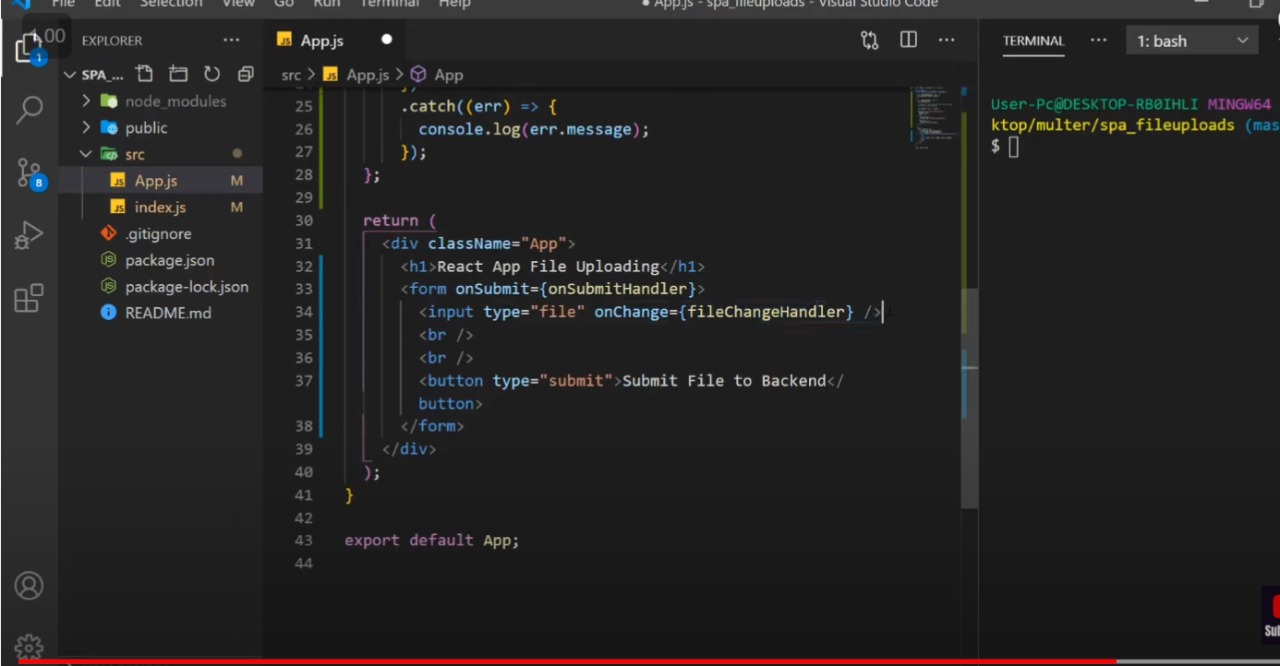 File Edit Selection View Go Run Terminal Help
● App.js - spa_fileuploads - Visual Studio Code
1.00
1
8
EXPLORER
SPA_...
node_modules
public
src
App.js M
index.js M
.gitignore
package.json
package-lock.json
README.md
App.js
src > App.js > App
25 .catch((err) => {
26 console.log(err.message);
27 });
28 };
29
30 return (
31 <div className="App">
32 <h1>React App File Uploading</h1>
33 <form onSubmit={onSubmitHandler}>
34 <input type="file" onChange={fileChangeHandler} />
35 <br />
36 <br />
37 <button type="submit">Submit File to Backend</
button>
38 </form>
39 </div>
40 );
41 }
42
43 export default App;
44
TERMINAL ... 1: bash
User-Pc@DESKTOP-RB0IHLI MINGW64
ktop/multer/spa_fileuploads (mas
$